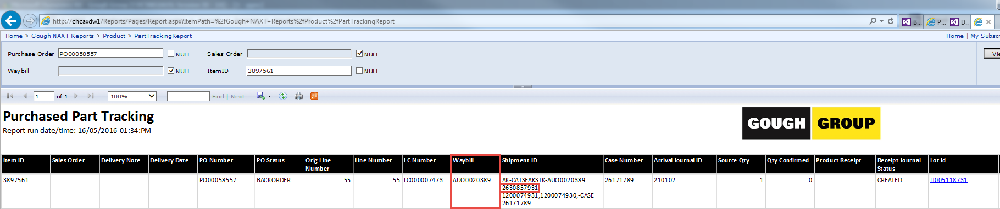 http://chcaxdw1/Reports/Pages/Report.aspx?ItemPath=%2fGough+NAXT+Reports%2fProduct%2fPartTrackingReport
B... P... D...
Home > Gough NAXT Reports > Product > PartTrackingReport
Home | My Subscr
Purchase Order PO00058557 NULL Sales Order NULL
Vie
Waybill NULL ItemID 3897561 NULL
1 of 1 100% Find | Next
Purchased Part Tracking
Report run date/time: 16/05/2016 01:34:PM
GOUGH GROUP
Item ID Sales Order Delivery Note Delivery Date PO Number PO Status Orig Line Line Number LC Number Waybill Shipment ID Case Number Arrival Journal ID Source Qty Qty Confirmed Product Receipt Receipt Journal Lot Id
Number Status
3897561 PO00058557 BACKORDER 55 55 LC000007473 AUO0020389 AK-CATSFAKSTK-AUO0020389 26171789 210102 1 0 CREATED LI005118731
2630857931;-
1200074931;1200074930;-CASE
26171789